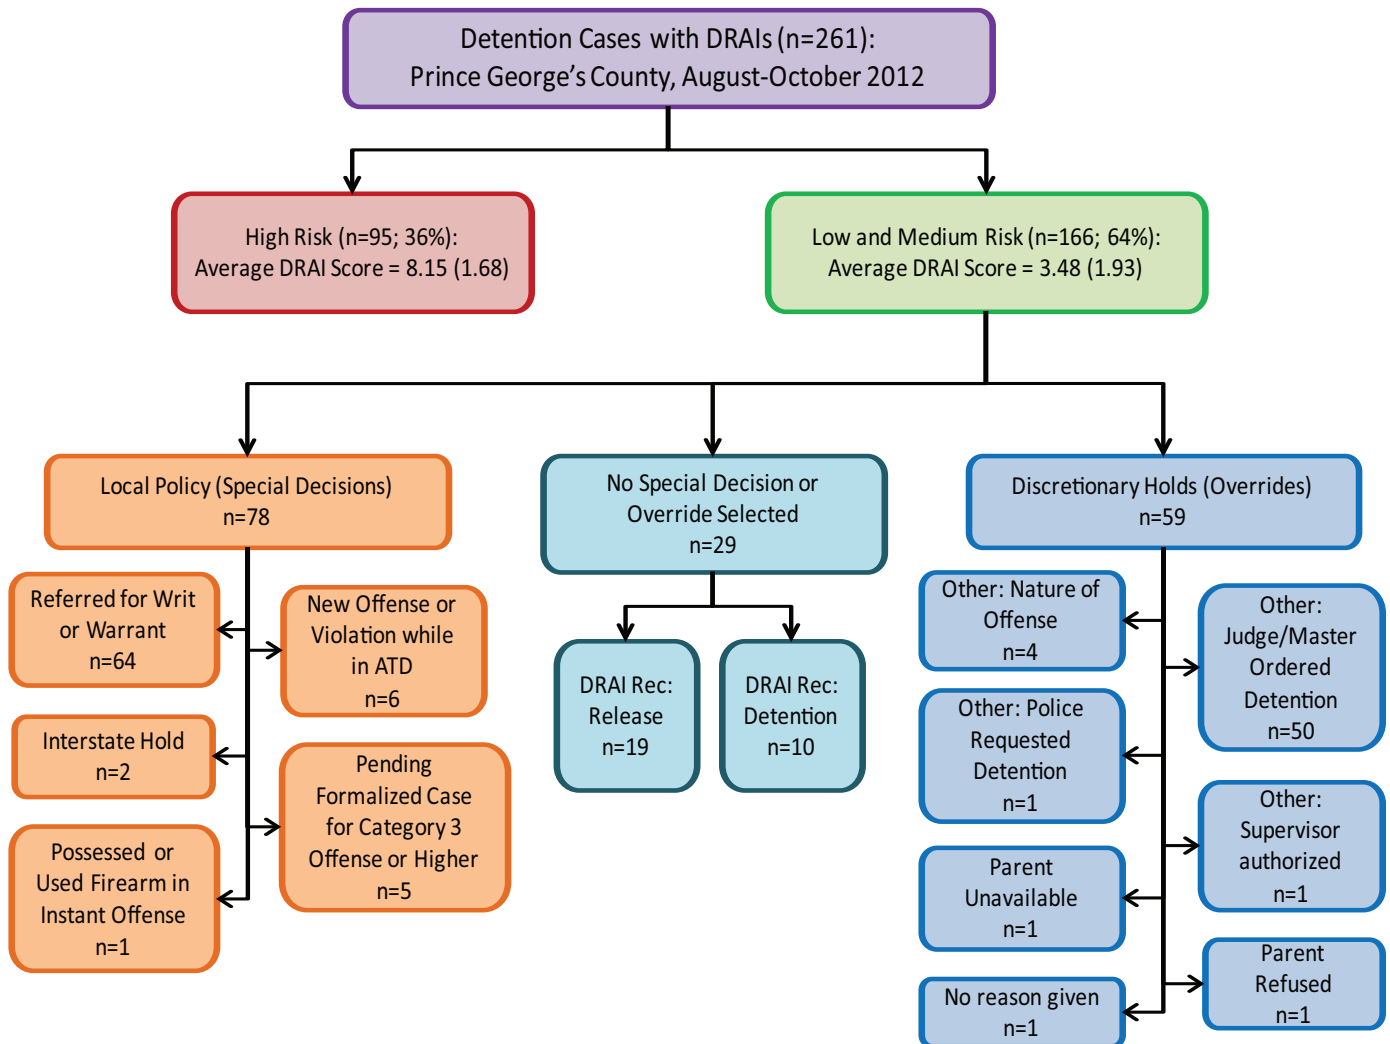 Detention Cases with DRAIs (n=261):
Prince George's County, August-October 2012
High Risk (n=95; 36%):
Average DRAI Score = 8.15 (1.68)
Low and Medium Risk (n=166; 64%):
Average DRAI Score = 3.48 (1.93)
Local Policy (Special Decisions)
n=78
Referred for Writ
or Warrant
n=64
New Offense or
Violation while
in ATD
n=6
Interstate Hold
n=2
Pending
Formalized Case
for Category 3
Offense or Higher
n=5
Possessed or
Used Firearm in
Instant Offense
n=1
No Special Decision or
Override Selected
n=29
DRAI Rec:
Release
n=19
DRAI Rec:
Detention
n=10
Discretionary Holds (Overrides)
n=59
Other: Nature of
Offense
n=4
Other:
Judge/Master
Ordered
Detention
n=50
Other: Police
Requested
Detention
n=1
Other:
Supervisor
authorized
n=1
Parent
Unavailable
n=1
Parent
Refused
n=1
No reason given
n=1